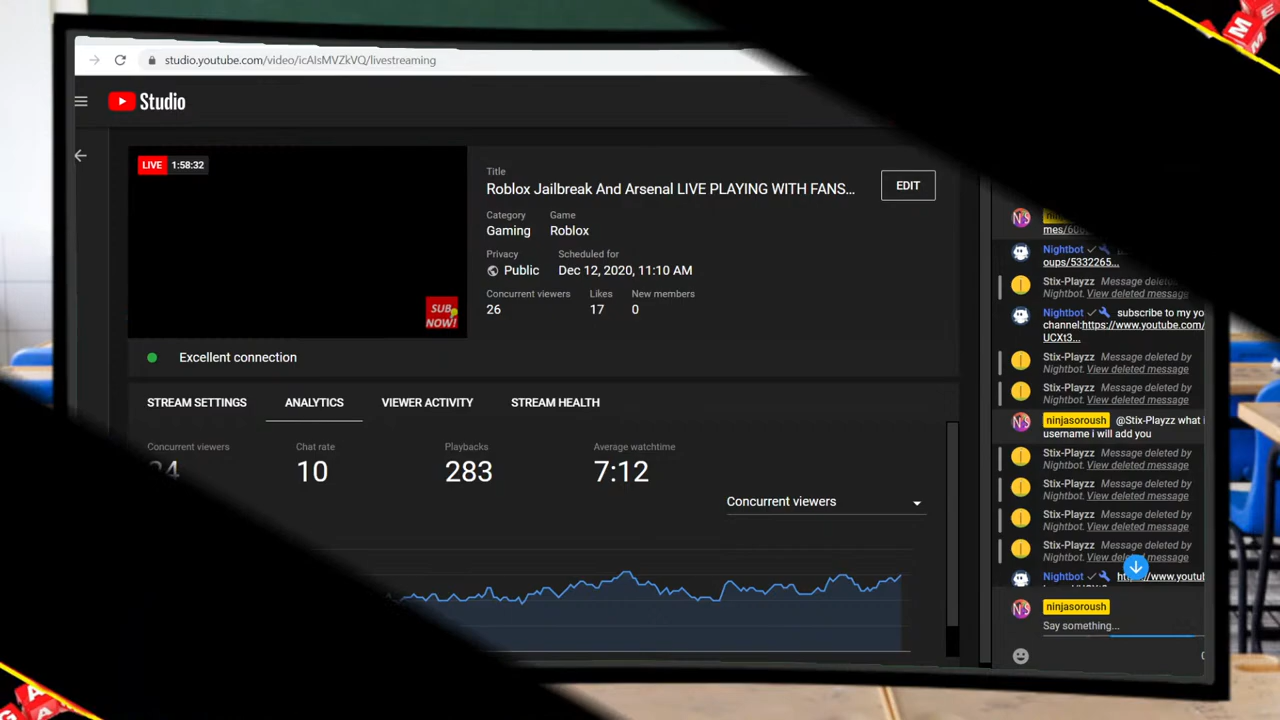 studio.youtube.com/video/icAIsMVZkVQ/livestreaming
Studio
LIVE 1:58:32
SUB
NOW!
Title
Roblox Jailbreak And Arsenal LIVE PLAYING WITH FANS...
EDIT
Category Game
Gaming Roblox
Privacy Scheduled for
Public Dec 12, 2020, 11:10 AM
Concurrent viewers Likes New members
26 17 0
Excellent connection
STREAM SETTINGS ANALYTICS VIEWER ACTIVITY STREAM HEALTH
Concurrent viewers Chat rate Playbacks Average watchtime
10 283 7:12
Concurrent viewers
Nightbot
oups/5332265...
Stix-Playzz Message deleted by
Nightbot. View deleted message
Nightbot subscribe to my yo
channel:https://www.youtube.com/
UCXt3...
Stix-Playzz Message deleted by
Nightbot. View deleted message
Stix-Playzz Message deleted by
Nightbot. View deleted message
ninjasoroush @Stix-Playzz what i
username i will add you
Stix-Playzz Message deleted by
Nightbot. View deleted message
Stix-Playzz Message deleted by
Nightbot. View deleted message
Stix-Playzz Message deleted by
Nightbot. View deleted message
Stix-Playzz Message deleted by
Nightbot. View deleted message
Nightbot
ninjasoroush
Say something...